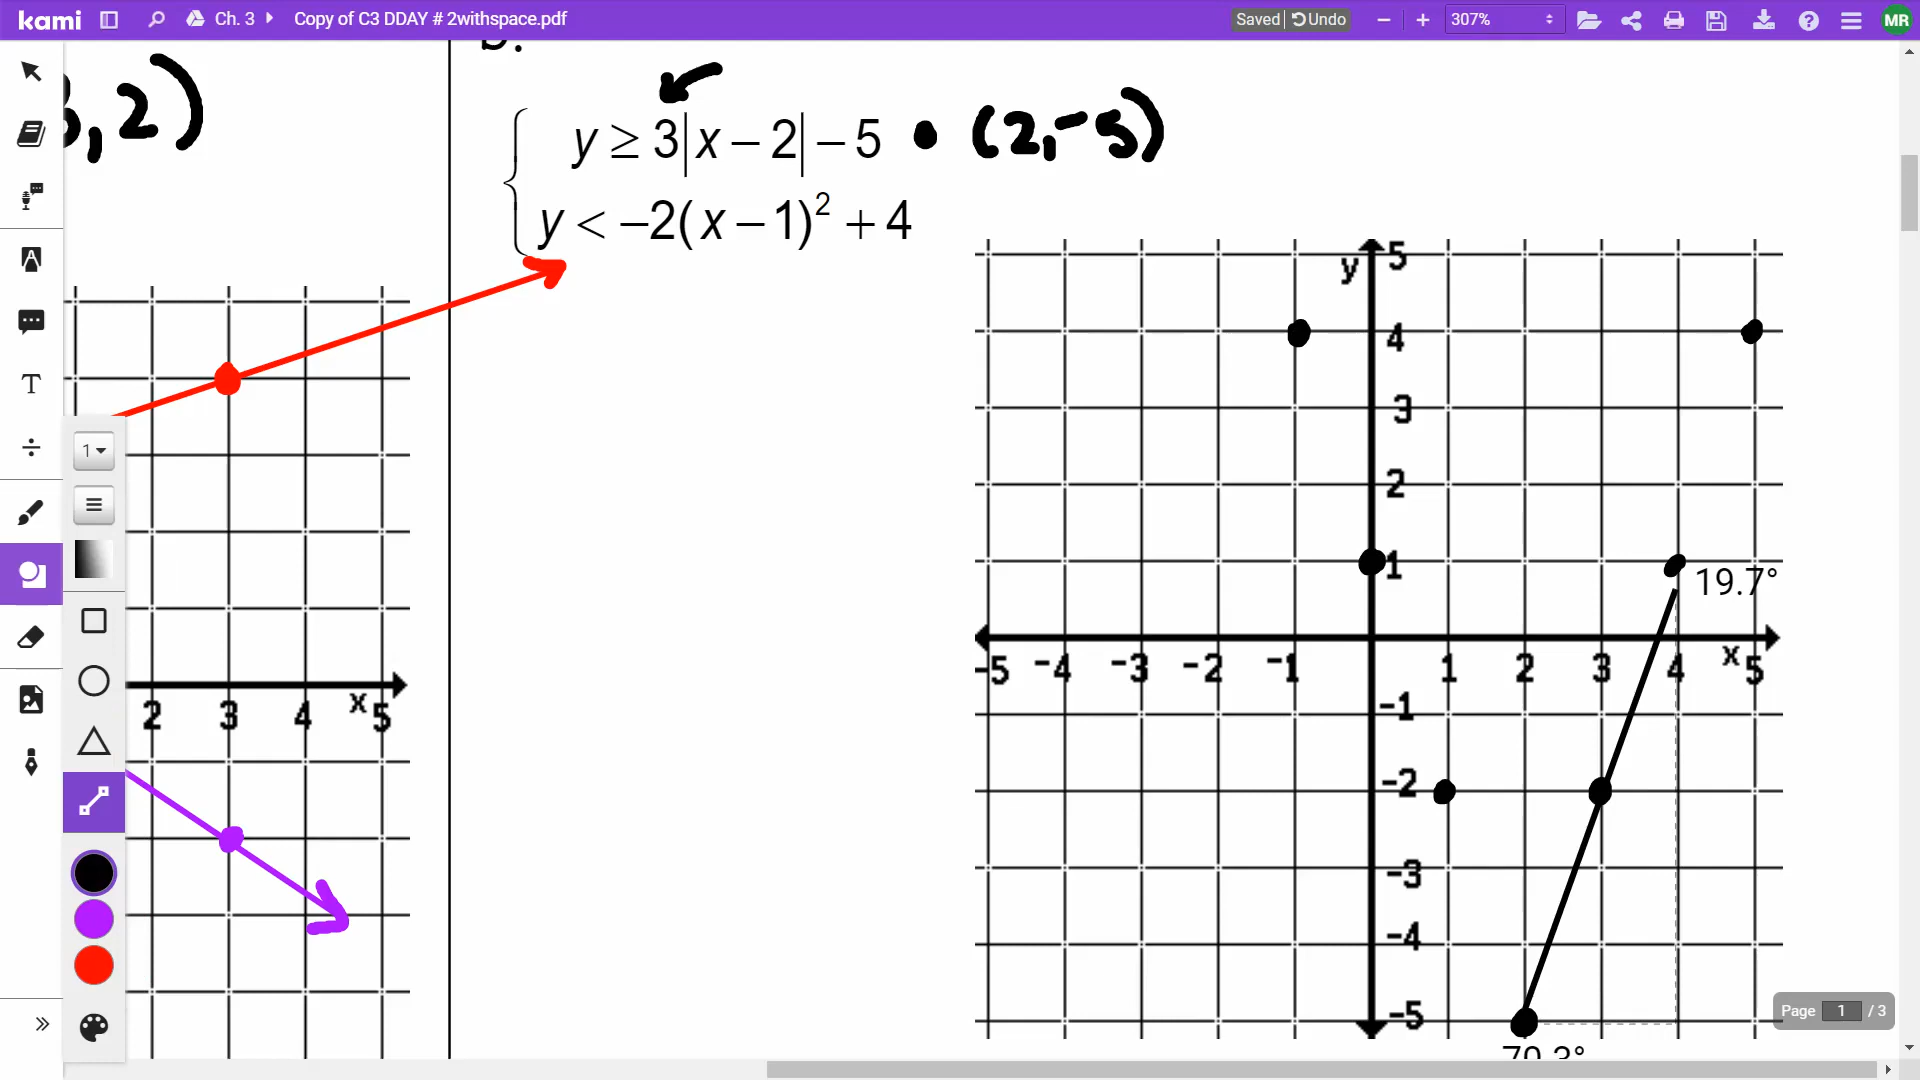 kami Ch. 3 Copy of C3 DDAY # 2withspace.pdf Saved Undo 307% MR
, 2)
y ≥ 3|x − 2| − 5 • (2, -5)
y < −2(x − 1)² + 4
T
1
2 3 4 x 5
y 5
4
3
2
1
19.7°
-5 -4 -3 -2 -1 1 2 3 4 x 5
-1
-2
-3
-4
-5
Page 1 / 3